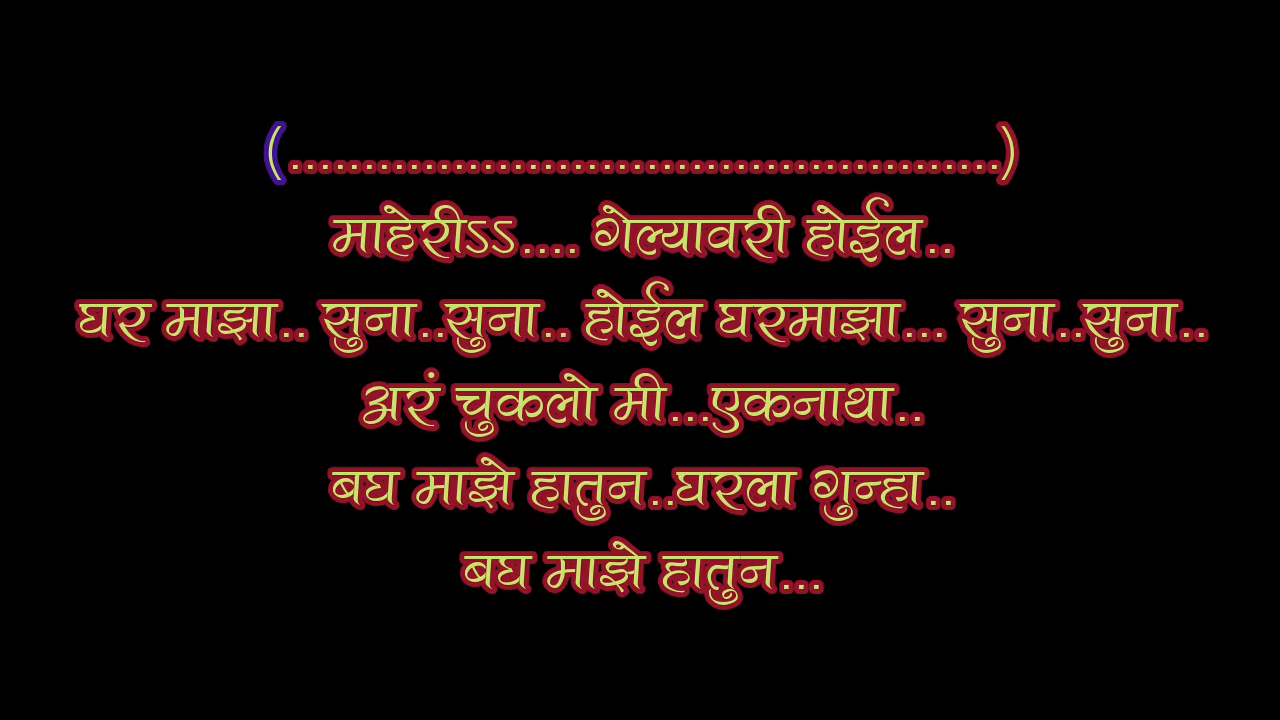 (................................................)
माहेरीऽऽ.... गेल्यावरी होईल..
घर माझा.. सुना..सुना.. होईल घरमाझा... सुना..सुना..
अरं चुकलो मी...एकनाथा..
बघ माझे हातुन..घरला गुन्हा..
बघ माझे हातुन...